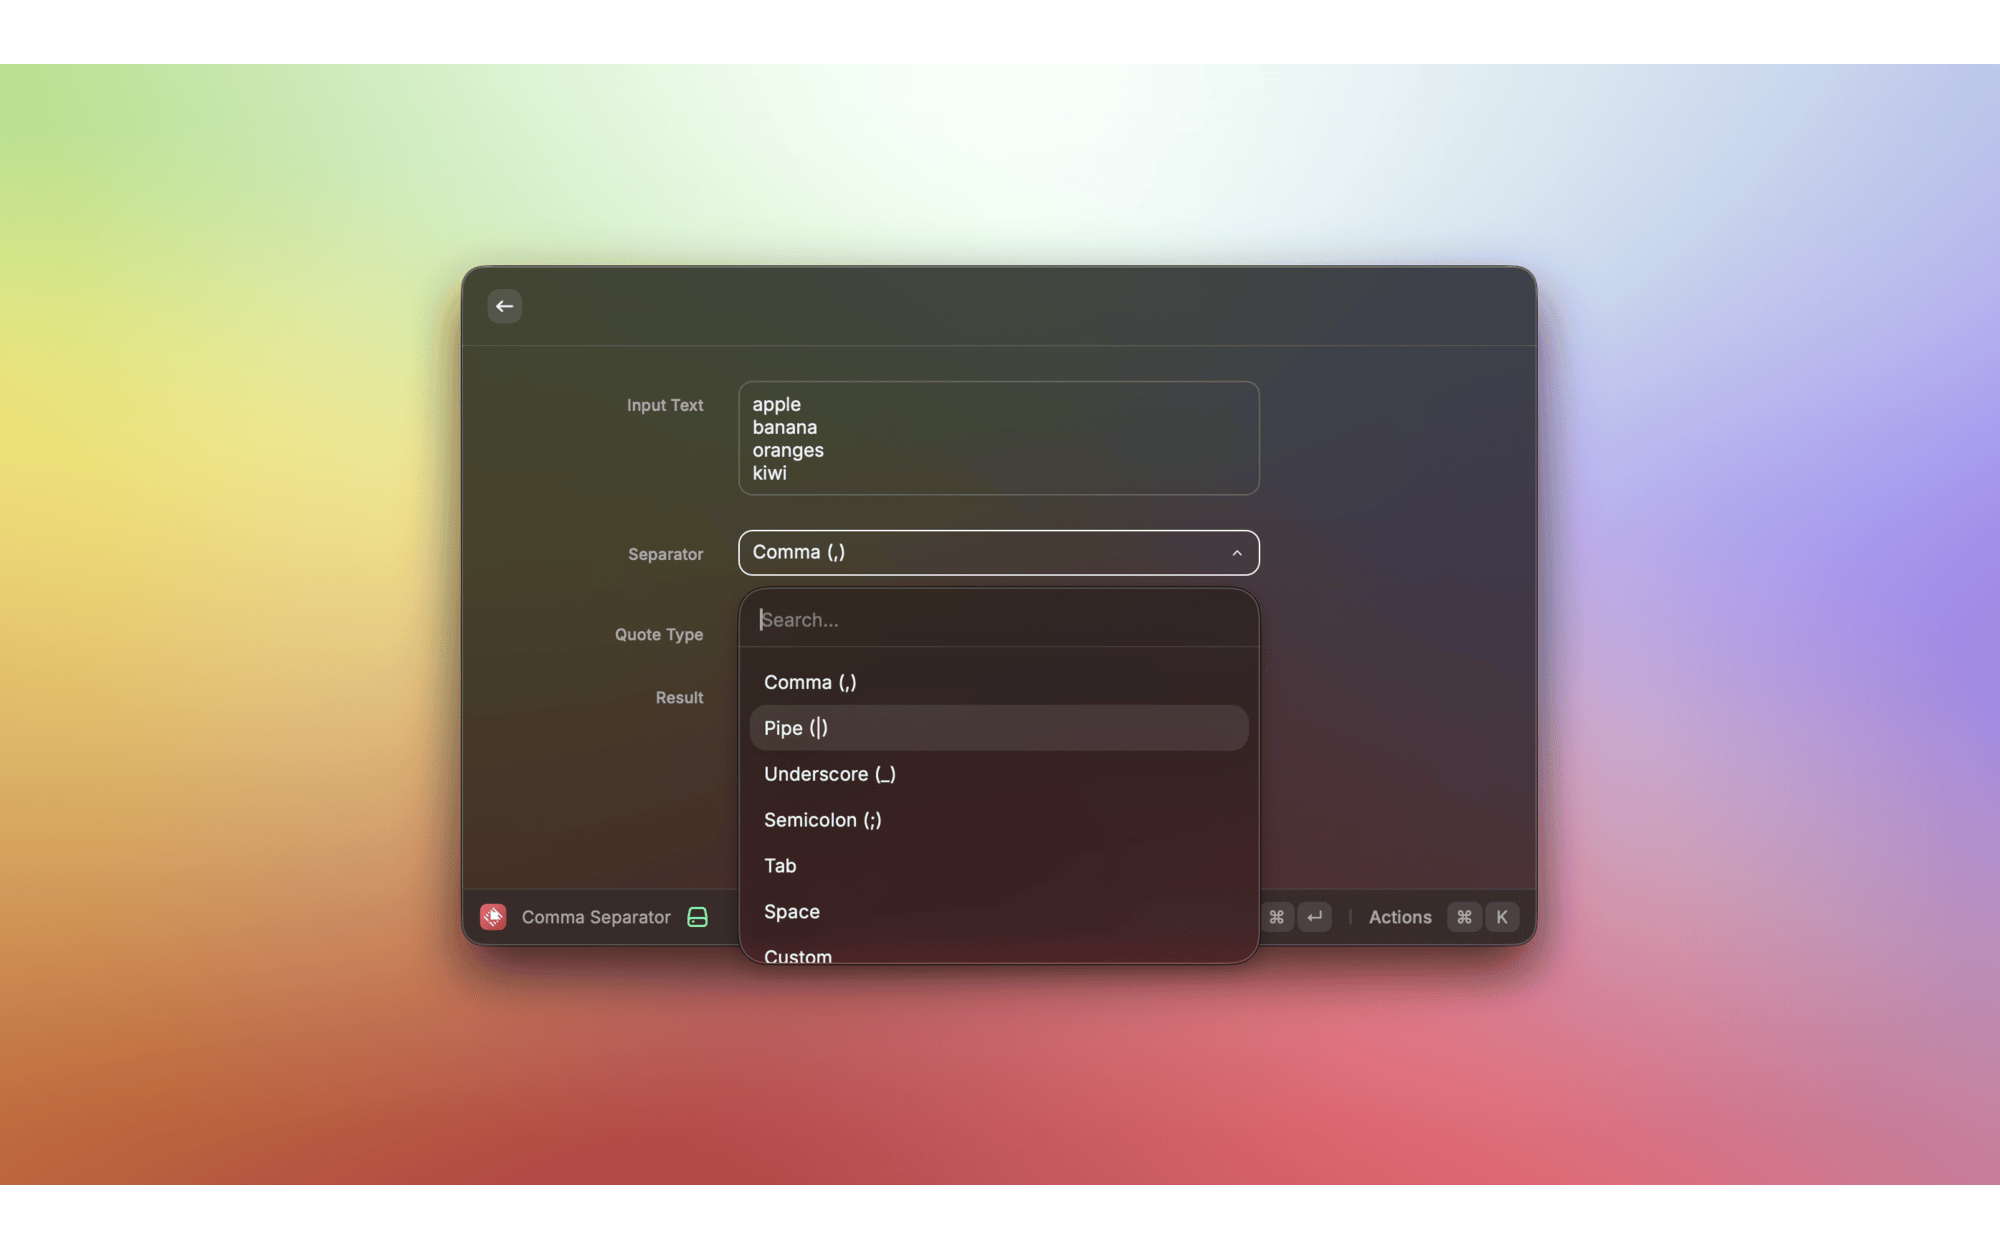 Input Text
apple
banana
oranges
kiwi
Separator
Comma (,)
Search...
Quote Type
Comma (,)
Result
Pipe (|)
Underscore (_)
Semicolon (;)
Tab
Space
Custom
Comma Separator
⌘ ↵ | Actions ⌘ K